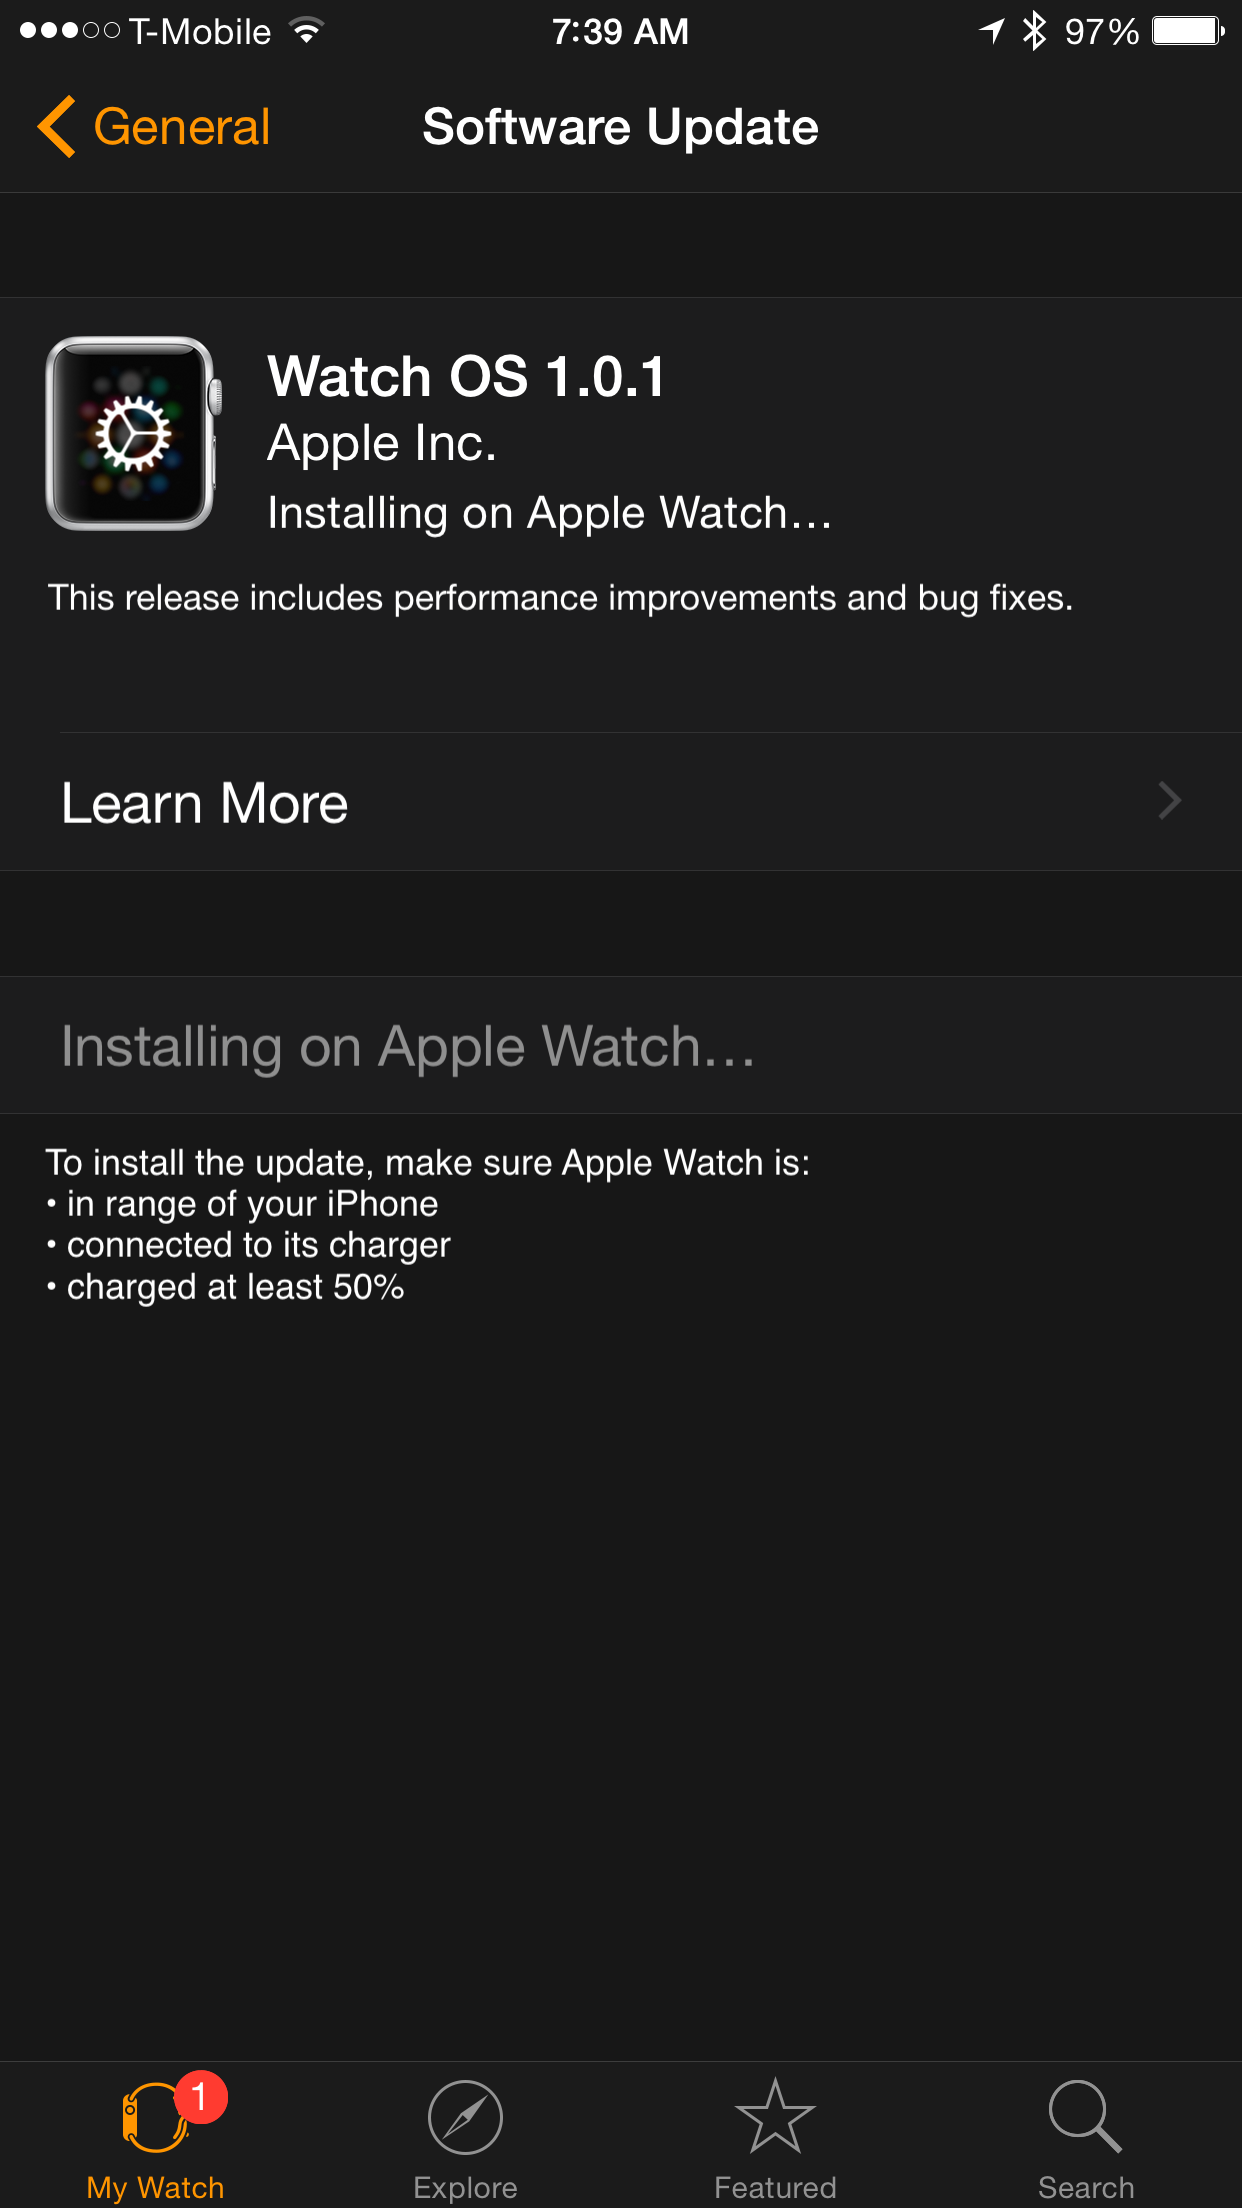 T-Mobile 7:39 AM 97%
General Software Update
Watch OS 1.0.1
Apple Inc.
Installing on Apple Watch...
This release includes performance improvements and bug fixes.
Learn More
Installing on Apple Watch...
To install the update, make sure Apple Watch is:
• in range of your iPhone
• connected to its charger
• charged at least 50%
1
My Watch Explore Featured Search